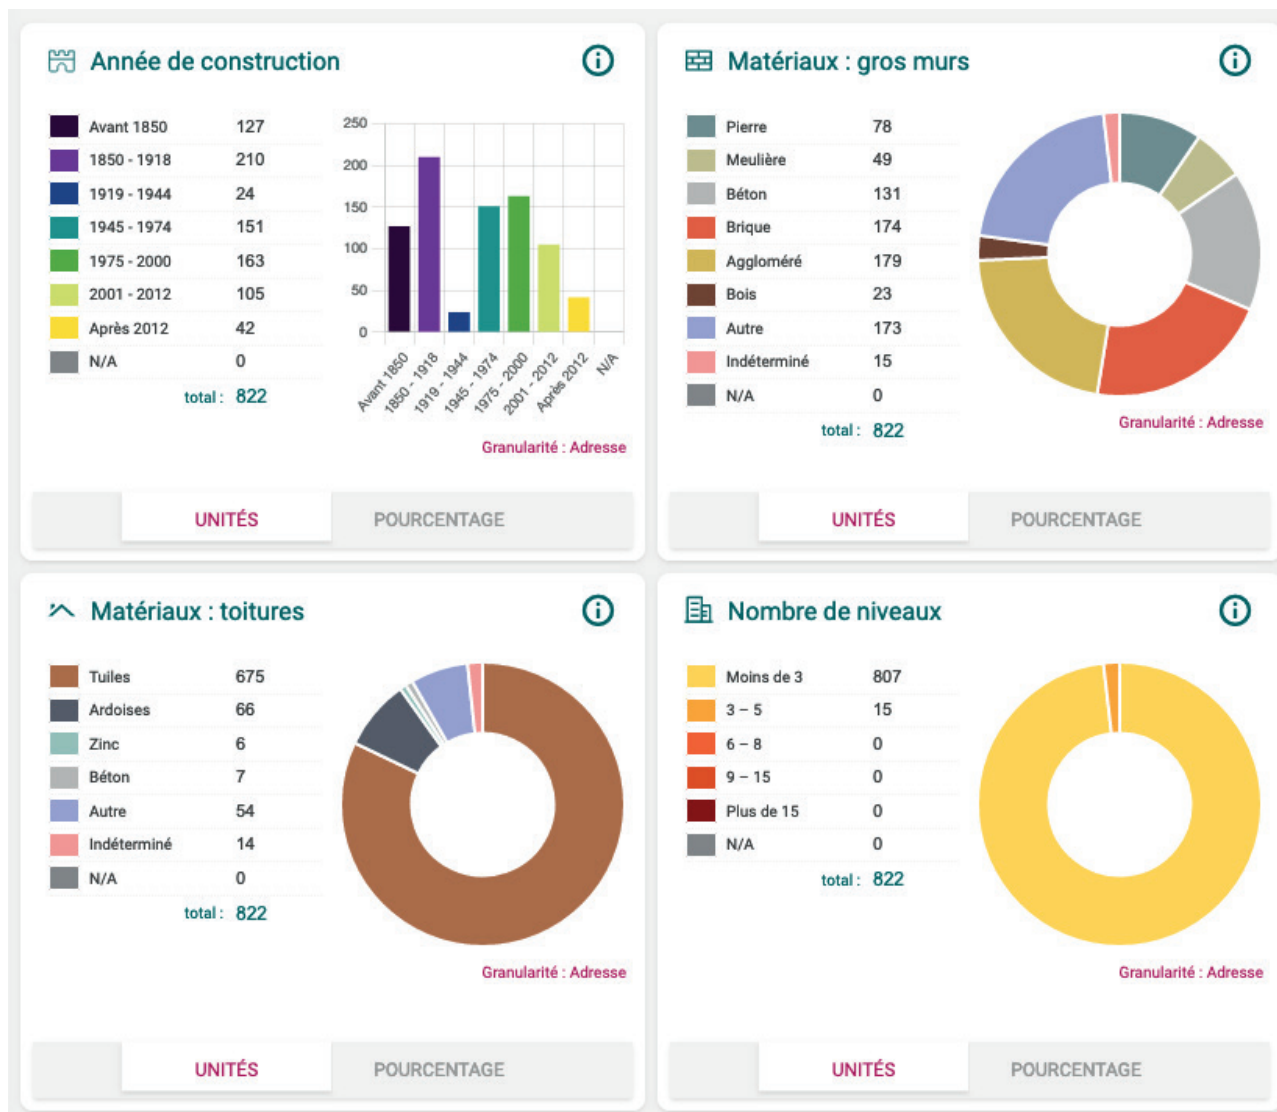 Année de construction
Avant 1850 127
1850 - 1918 210
1919 - 1944 24
1945 - 1974 151
1975 - 2000 163
2001 - 2012 105
Après 2012 42
N/A 0
total : 822
250
200
150
100
50
0
Avant 1850
1850 - 1918
1919 - 1944
1945 - 1974
1975 - 2000
2001 - 2012
Après 2012
N/A
Granularité : Adresse
UNITÉS POURCENTAGE
Matériaux : gros murs
Pierre 78
Meulière 49
Béton 131
Brique 174
Aggloméré 179
Bois 23
Autre 173
Indéterminé 15
N/A 0
total : 822
Granularité : Adresse
UNITÉS POURCENTAGE
Matériaux : toitures
Tuiles 675
Ardoises 66
Zinc 6
Béton 7
Autre 54
Indéterminé 14
N/A 0
total : 822
Granularité : Adresse
UNITÉS POURCENTAGE
Nombre de niveaux
Moins de 3 807
3 – 5 15
6 – 8 0
9 – 15 0
Plus de 15 0
N/A 0
total : 822
Granularité : Adresse
UNITÉS POURCENTAGE